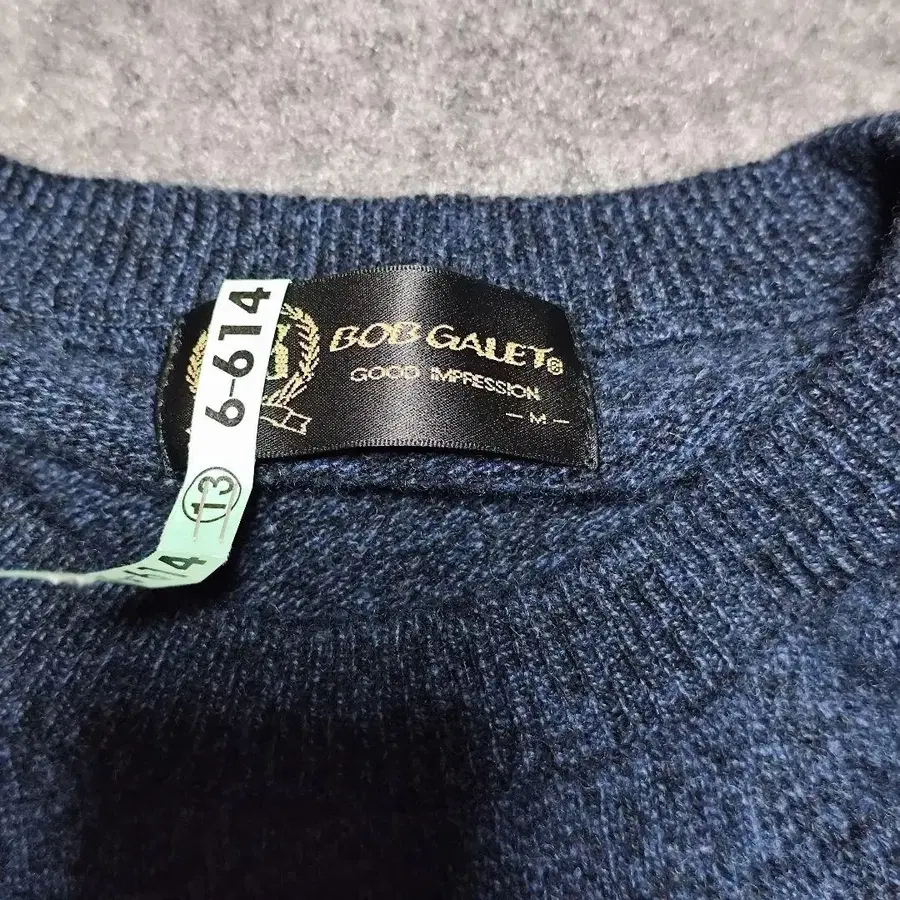 BOB GALET®
GOOD IMPRESSION
- M -
6-614
13
614